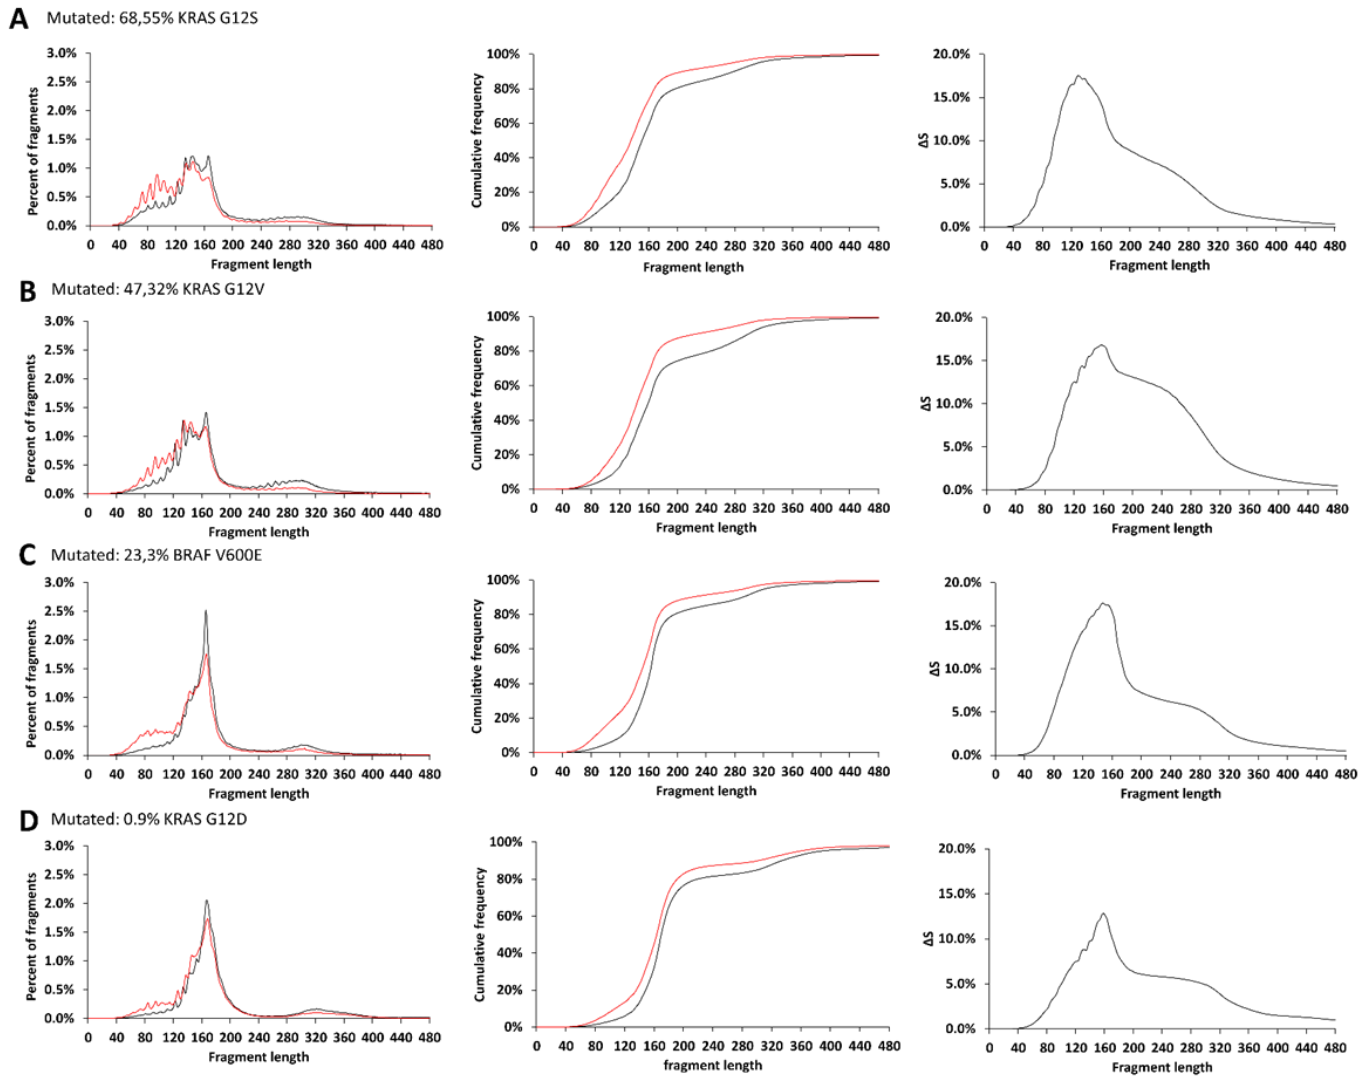 A Mutated: 68,55% KRAS G12S
Percent of fragments
3.0%
2.5%
2.0%
1.5%
1.0%
0.5%
0.0%
0 40 80 120 160 200 240 280 320 360 400 440 480
Fragment length
Cumulative frequency
100%
80%
60%
40%
20%
0%
0 40 80 120 160 200 240 280 320 360 400 440 480
Fragment length
ΔS
20.0%
15.0%
10.0%
5.0%
0.0%
0 40 80 120 160 200 240 280 320 360 400 440 480
Fragment length
B Mutated: 47,32% KRAS G12V
Percent of fragments
3.0%
2.5%
2.0%
1.5%
1.0%
0.5%
0.0%
0 40 80 120 160 200 240 280 320 360 400 440 480
Fragment length
Cumulative frequency
100%
80%
60%
40%
20%
0%
0 40 80 120 160 200 240 280 320 360 400 440 480
Fragment length
ΔS
20.0%
15.0%
10.0%
5.0%
0.0%
0 40 80 120 160 200 240 280 320 360 400 440 480
Fragment length
C Mutated: 23,3% BRAF V600E
Percent of fragments
3.0%
2.5%
2.0%
1.5%
1.0%
0.5%
0.0%
0 40 80 120 160 200 240 280 320 360 400 440 480
Fragment length
Cumulative frequency
100%
80%
60%
40%
20%
0%
0 40 80 120 160 200 240 280 320 360 400 440 480
Fragment length
ΔS
20.0%
15.0%
10.0%
5.0%
0.0%
0 40 80 120 160 200 240 280 320 360 400 440 480
Fragment length
D Mutated: 0.9% KRAS G12D
Percent of fragments
3.0%
2.5%
2.0%
1.5%
1.0%
0.5%
0.0%
0 40 80 120 160 200 240 280 320 360 400 440 480
Fragment length
Cumulative frequency
100%
80%
60%
40%
20%
0%
0 40 80 120 160 200 240 280 320 360 400 440 480
fragment length
ΔS
20.0%
15.0%
10.0%
5.0%
0.0%
0 40 80 120 160 200 240 280 320 360 400 440 480
Fragment length